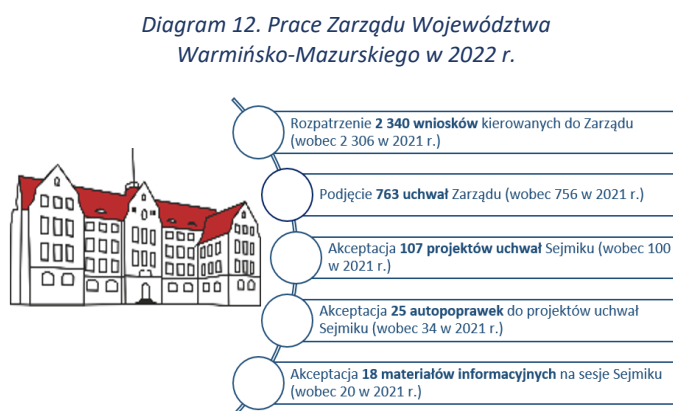 Diagram 12. Prace Zarządu Województwa
Warmińsko-Mazurskiego w 2022 r.
Rozpatrzenie 2 340 wniosków kierowanych do Zarządu
(wobec 2 306 w 2021 r.)
Podjęcie 763 uchwał Zarządu (wobec 756 w 2021 r.)
Akceptacja 107 projektów uchwał Sejmiku (wobec 100
w 2021 r.)
Akceptacja 25 autopoprawek do projektów uchwał
Sejmiku (wobec 34 w 2021 r.)
Akceptacja 18 materiałów informacyjnych na sesje Sejmiku
(wobec 20 w 2021 r.)